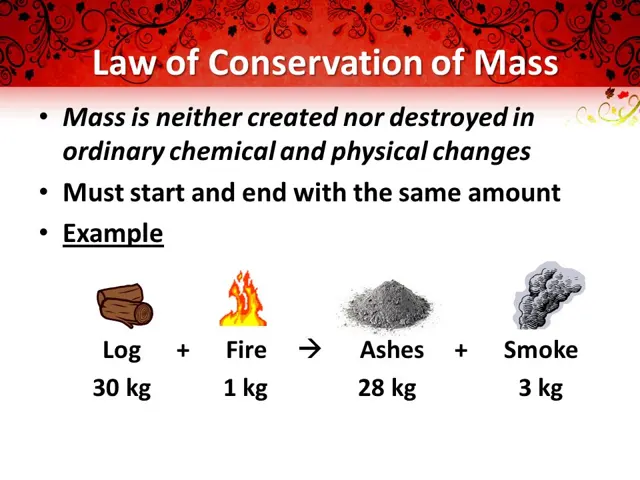 Law of Conservation of Mass
• Mass is neither created nor destroyed in
ordinary chemical and physical changes
• Must start and end with the same amount
• Example
Log + Fire → Ashes + Smoke
30 kg 1 kg 28 kg 3 kg